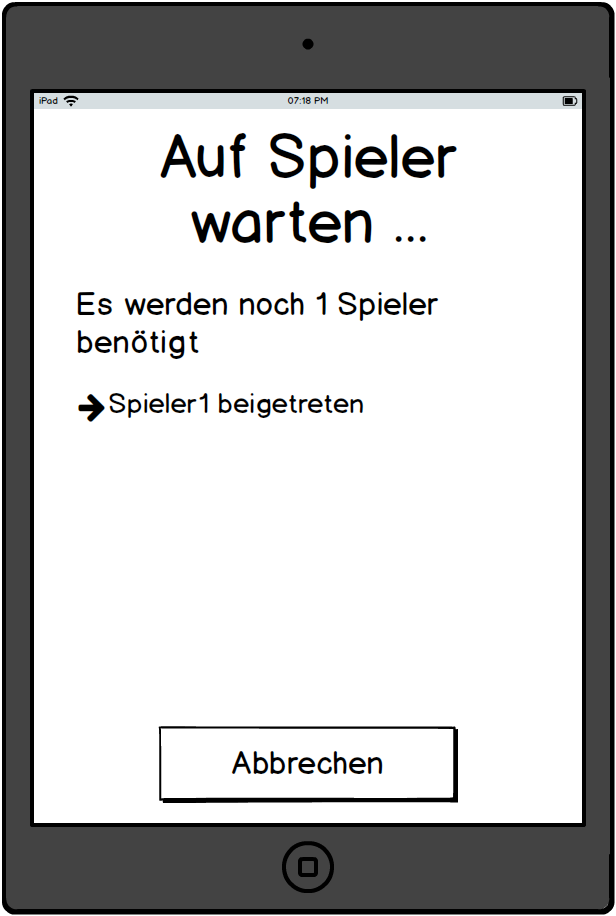 iPad 07:18 PM
Auf Spieler
warten ...
Es werden noch 1 Spieler
benötigt
Spieler1 beigetreten
Abbrechen